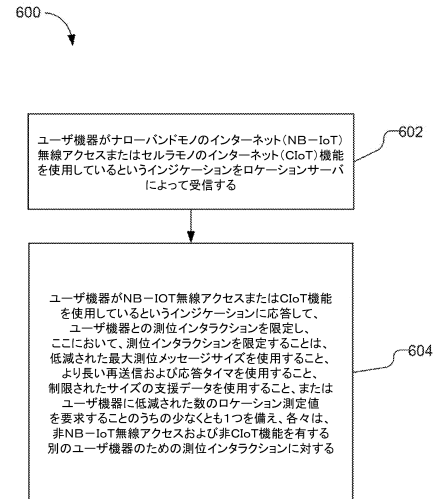 600
ユーザ機器がナローバンドモノのインターネット(NB-IoT)
無線アクセスまたはセルラモノのインターネット(CIoT)機能
を使用しているというインジケーションをロケーションサーバ
によって受信する
602
ユーザ機器がNB-IOT無線アクセスまたはCIoT機能
を使用しているというインジケーションに応答して、
ユーザ機器との測位インタラクションを限定し、
ここにおいて、測位インタラクションを限定することは、
低減された最大測位メッセージサイズを使用すること、
より長い再送信および応答タイマを使用すること、
制限されたサイズの支援データを使用すること、または
ユーザ機器に低減された数のロケーション測定値
を要求することのうちの少なくとも1つを備え、各々は、
非NB-IoT無線アクセスおよび非CIoT機能を有する
別のユーザ機器のための測位インタラクションに対する
604